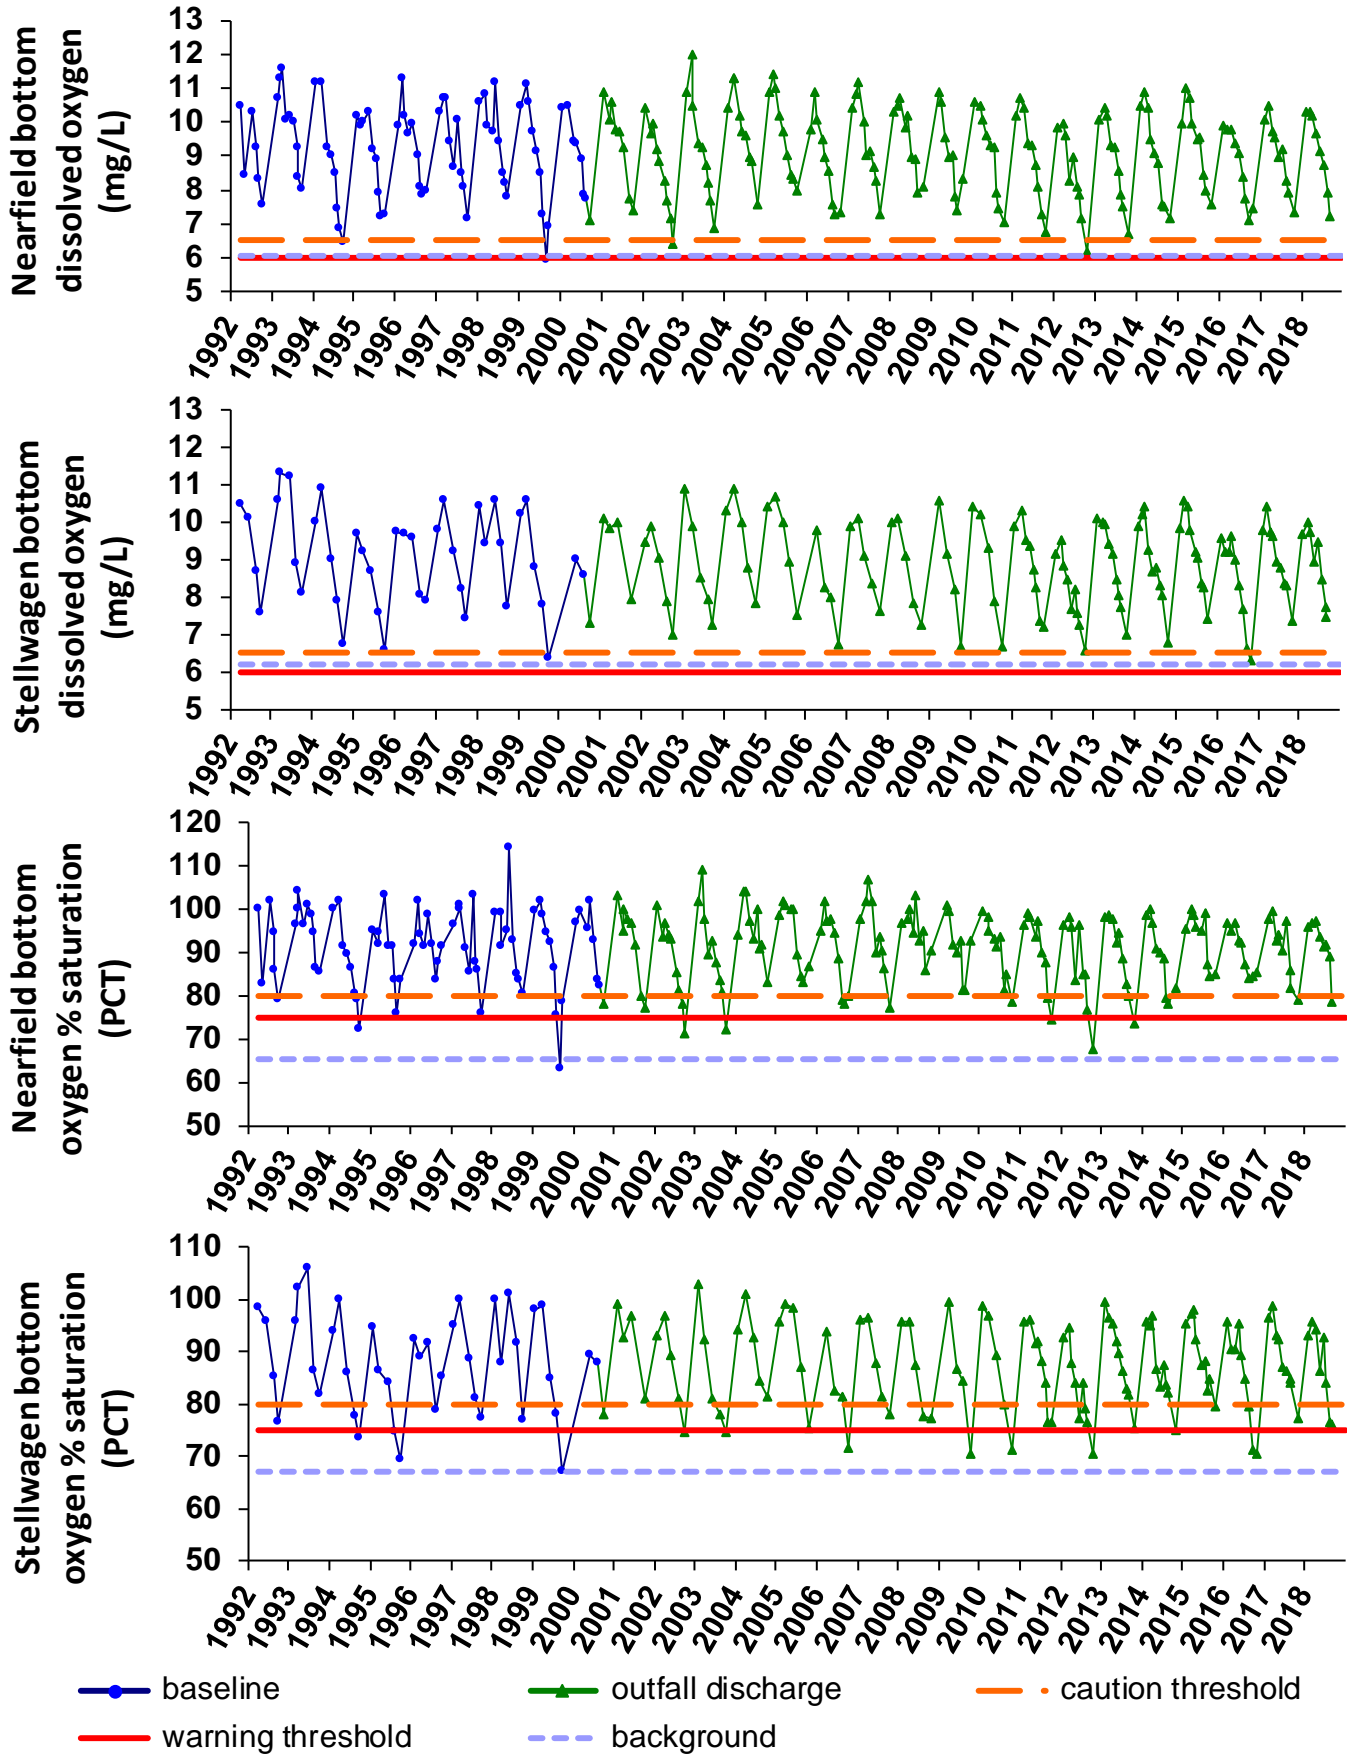 Nearfield bottom
dissolved oxygen
(mg/L)
13
12
11
10
9
8
7
6
5
1992 1993 1994 1995 1996 1997 1998 1999 2000 2001 2002 2003 2004 2005 2006 2007 2008 2009 2010 2011 2012 2013 2014 2015 2016 2017 2018
Stellwagen bottom
dissolved oxygen
(mg/L)
13
12
11
10
9
8
7
6
5
1992 1993 1994 1995 1996 1997 1998 1999 2000 2001 2002 2003 2004 2005 2006 2007 2008 2009 2010 2011 2012 2013 2014 2015 2016 2017 2018
Nearfield bottom
oxygen % saturation
(PCT)
120
110
100
90
80
70
60
50
1992 1993 1994 1995 1996 1997 1998 1999 2000 2001 2002 2003 2004 2005 2006 2007 2008 2009 2010 2011 2012 2013 2014 2015 2016 2017 2018
Stellwagen bottom
oxygen % saturation
(PCT)
110
100
90
80
70
60
50
1992 1993 1994 1995 1996 1997 1998 1999 2000 2001 2002 2003 2004 2005 2006 2007 2008 2009 2010 2011 2012 2013 2014 2015 2016 2017 2018
baseline outfall discharge caution threshold
warning threshold background